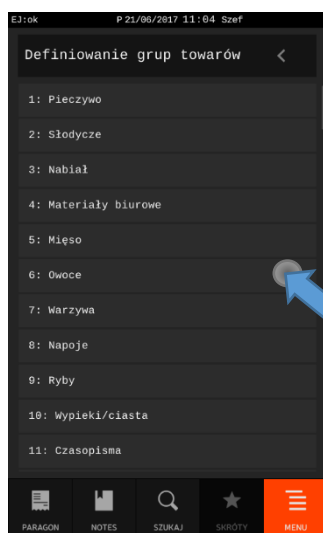 EJ:ok P 21/06/2017 11:04 Szef
Definiowanie grup towarów
1: Pieczywo
2: Słodycze
3: Nabiał
4: Materiały biurowe
5: Mięso
6: Owoce
7: Warzywa
8: Napoje
9: Ryby
10: Wypieki/ciasta
11: Czasopisma
PARAGON NOTES SZUKAJ SKRÓTY MENU